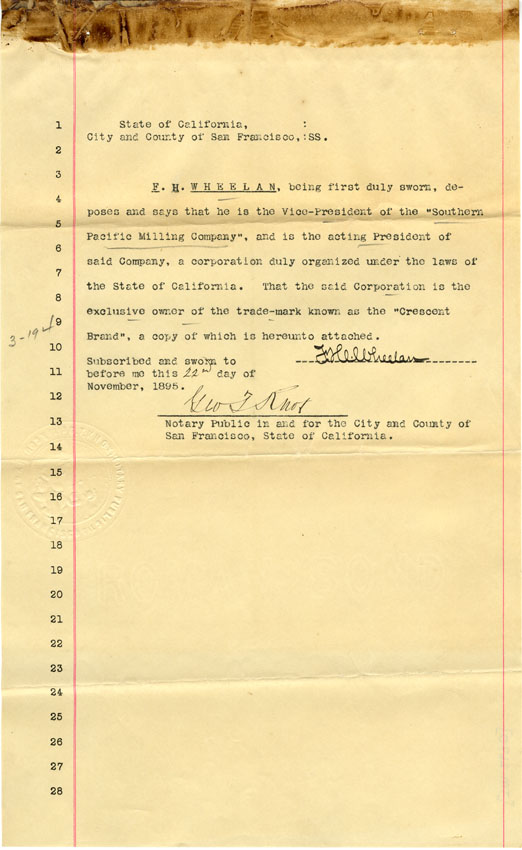 State of California, :
City and County of San Francisco,:SS.
F. H. WHEELAN, being first duly sworn, de-
poses and says that he is the Vice-President of the "Southern
Pacific Milling Company", and is the acting President of
said Company, a corporation duly organized under the laws of
the State of California. That the said Corporation is the
exclusive owner of the trade-mark known as the "Crescent
Brand", a copy of which is hereunto attached.
Subscribed and sworn to
before me this 22nd day of
November, 1895.
F H Wheelan
Geo T Knox
Notary Public in and for the City and County of
San Francisco, State of California.
1
2
3
4
5
6
7
8
9
10
11
12
13
14
15
16
17
18
19
20
21
22
23
24
25
26
27
28